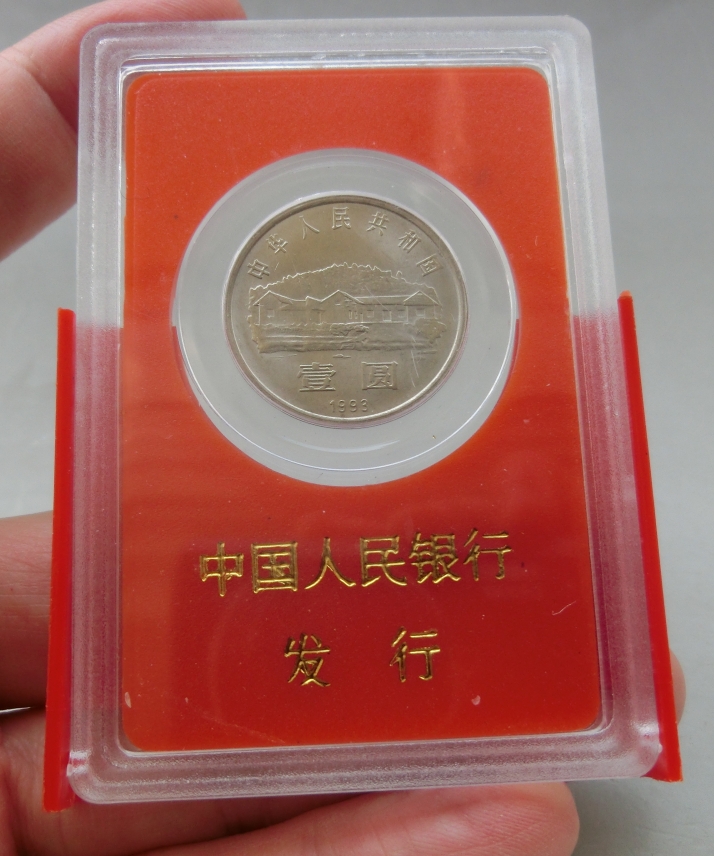 中华人民共和国
壹圆
1993
中国人民银行
发行